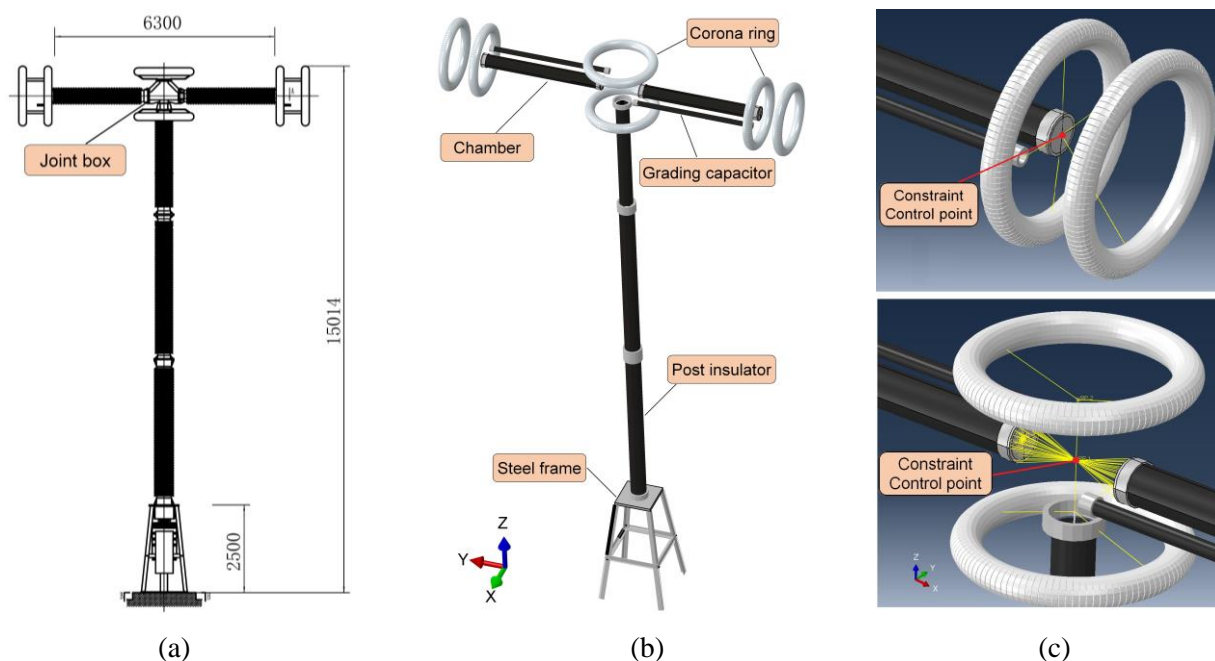 6300
Joint box
15014
2500
(a)
Corona ring
Chamber
Grading capacitor
Post insulator
Steel frame
Z
Y
X
(b)
Constraint
Control point
Constraint
Control point
Z
Y
X
(c)